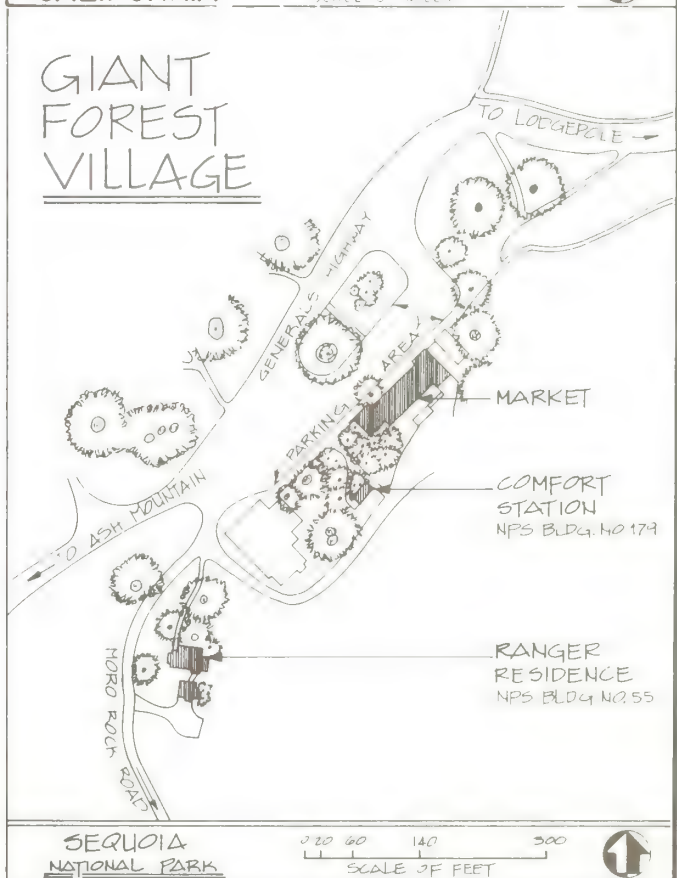 GIANT
FOREST
VILLAGE
TO LODGEPOLE
GENERALS HIGHWAY
PARKING AREA
MARKET
COMFORT
STATION
NPS BLDG. NO 179
TO ASH MOUNTAIN
RANGER
RESIDENCE
NPS BLDG NO. 55
MORO ROCK ROAD
SEQUOIA
NATIONAL PARK
0 20 60 140 300
SCALE OF FEET